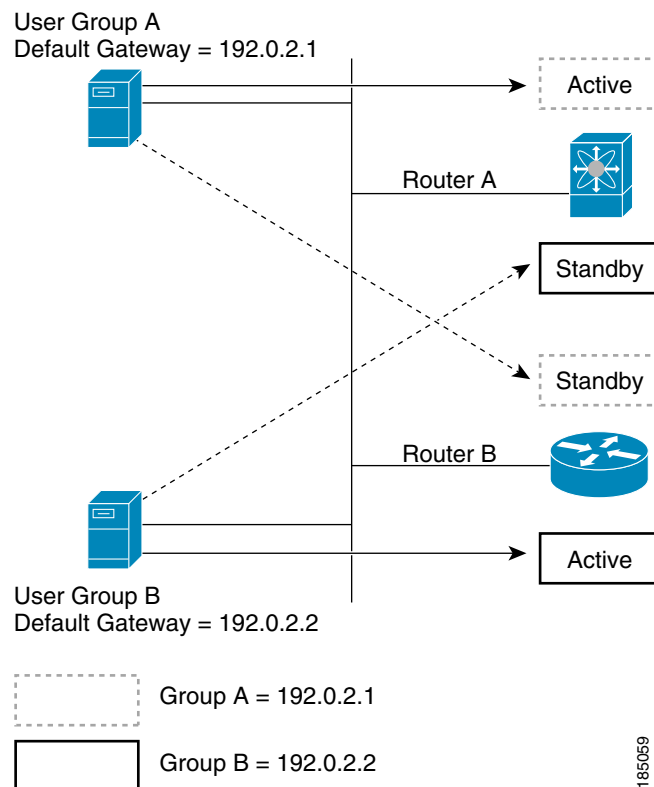 User Group A
Default Gateway = 192.0.2.1
Active
Router A
Standby
Standby
Router B
Active
User Group B
Default Gateway = 192.0.2.2
Group A = 192.0.2.1
Group B = 192.0.2.2
185059